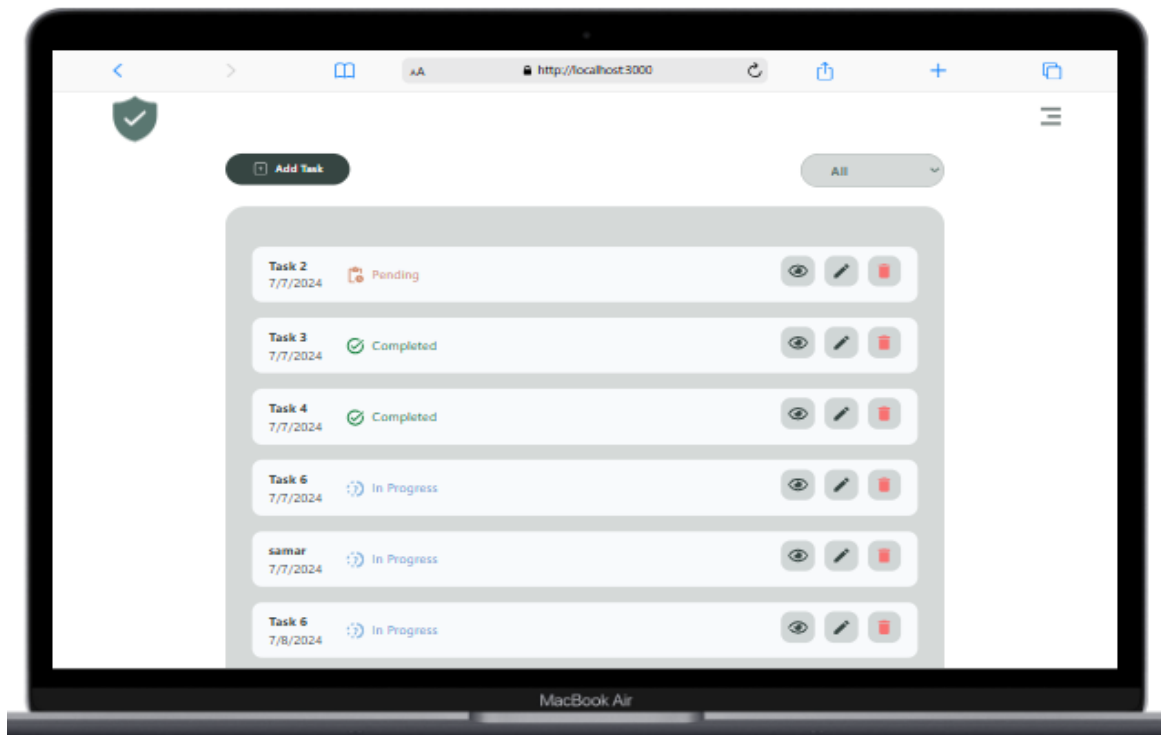 AA
http://localhost:3000
Add Task
All
Task 2
7/7/2024
Pending
Task 3
7/7/2024
Completed
Task 4
7/7/2024
Completed
Task 6
7/7/2024
In Progress
samar
7/7/2024
In Progress
Task 6
7/8/2024
In Progress
MacBook Air